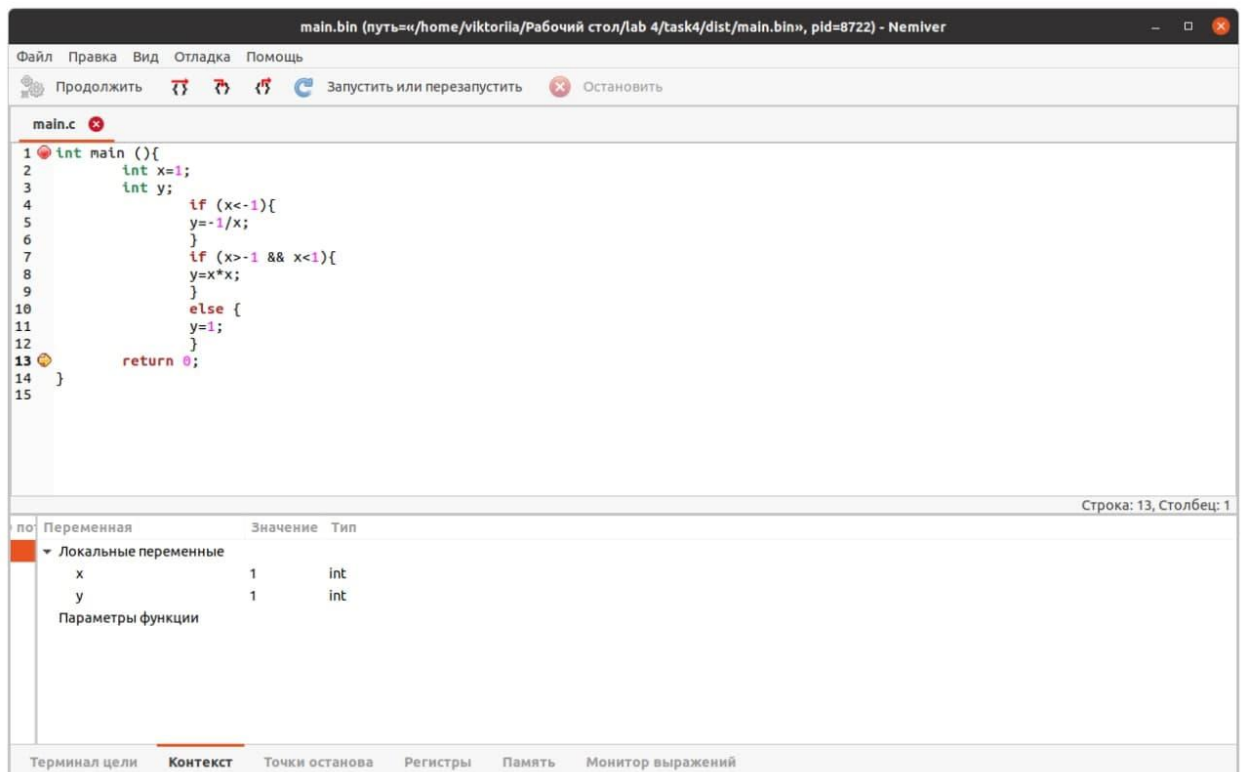 main.bin (путь=«/home/viktoriia/Рабочий стол/lab 4/task4/dist/main.bin», pid=8722) - Nemiver
Файл Правка Вид Отладка Помощь
Продолжить Запустить или перезапустить Остановить
main.c
1 int main (){
2 int x=1;
3 int y;
4 if (x<-1){
5 y=-1/x;
6 }
7 if (x>-1 && x<1){
8 y=x*x;
9 }
10 else {
11 y=1;
12 }
13 return 0;
14 }
15
Строка: 13, Столбец: 1
Переменная Значение Тип
Локальные переменные
x 1 int
y 1 int
Параметры функции
Терминал цели Контекст Точки останова Регистры Память Монитор выражений